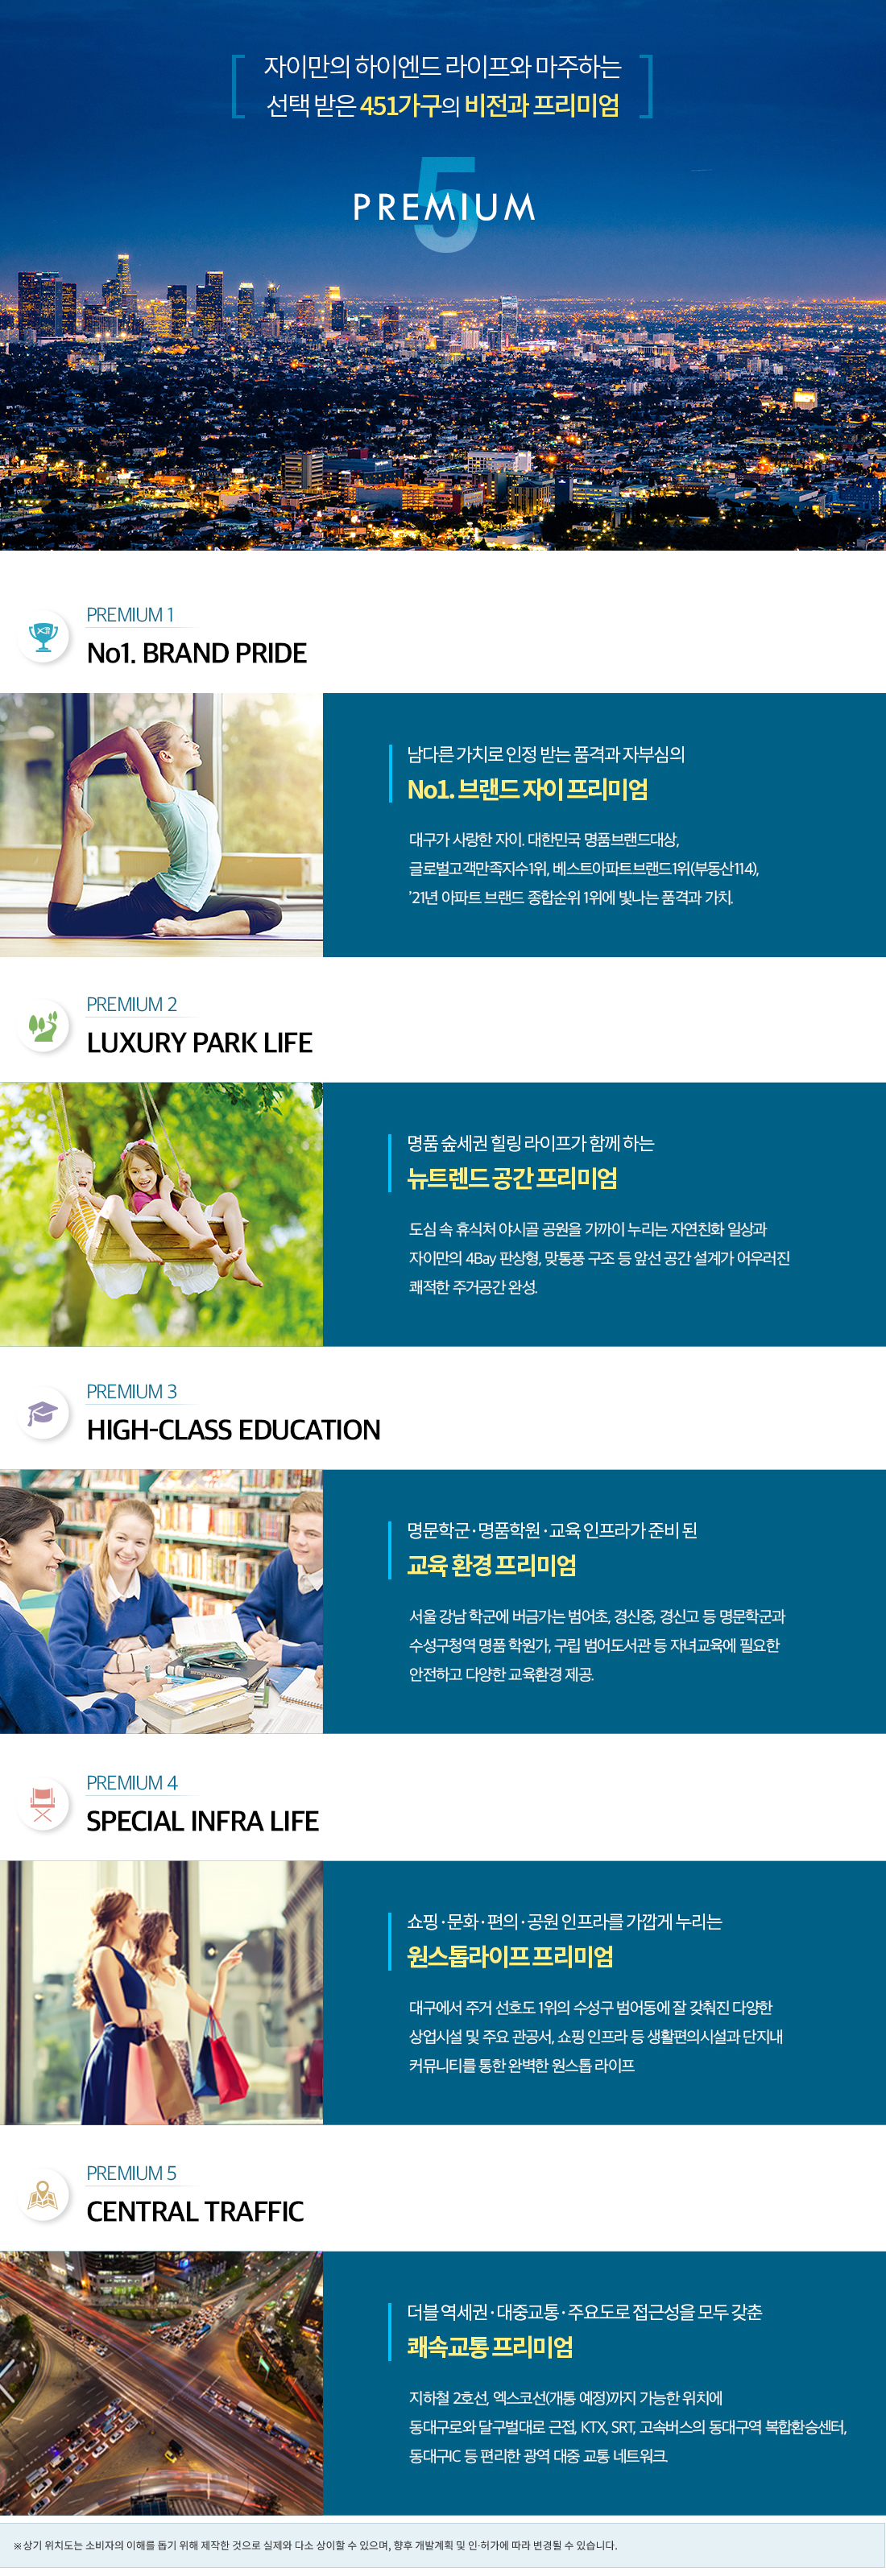 자이만의 하이엔드 라이프와 마주하는
선택 받은 451가구의 비전과 프리미엄
5
PREMIUM
PREMIUM 1
No1. BRAND PRIDE
남다른 가치로 인정 받는 품격과 자부심의
No1. 브랜드 자이 프리미엄
대구가 사랑한 자이. 대한민국 명품브랜드대상,
글로벌고객만족지수1위, 베스트아파트브랜드1위(부동산114),
’21년 아파트 브랜드 종합순위 1위에 빛나는 품격과 가치.
PREMIUM 2
LUXURY PARK LIFE
명품 숲세권 힐링 라이프가 함께 하는
뉴트렌드 공간 프리미엄
도심 속 휴식처 야시골 공원을 가까이 누리는 자연친화 일상과
자이만의 4Bay 판상형, 맞통풍 구조 등 앞선 공간 설계가 어우러진
쾌적한 주거공간 완성.
PREMIUM 3
HIGH-CLASS EDUCATION
명문학군·명품학원·교육 인프라가 준비 된
교육 환경 프리미엄
서울 강남 학군에 버금가는 범어초, 경신중, 경신고 등 명문학군과
수성구청역 명품 학원가, 구립 범어도서관 등 자녀교육에 필요한
안전하고 다양한 교육환경 제공.
PREMIUM 4
SPECIAL INFRA LIFE
쇼핑·문화·편의·공원 인프라를 가깝게 누리는
원스톱라이프 프리미엄
대구에서 주거 선호도 1위의 수성구 범어동에 잘 갖춰진 다양한
상업시설 및 주요 관공서, 쇼핑 인프라 등 생활편의시설과 단지내
커뮤니티를 통한 완벽한 원스톱 라이프
PREMIUM 5
CENTRAL TRAFFIC
더블 역세권·대중교통·주요도로 접근성을 모두 갖춘
쾌속교통 프리미엄
지하철 2호선, 엑스코선(개통 예정)까지 가능한 위치에
동대구로와 달구벌대로 근접, KTX, SRT, 고속버스의 동대구역 복합환승센터,
동대구IC 등 편리한 광역 대중 교통 네트워크.
※ 상기 위치도는 소비자의 이해를 돕기 위해 제작한 것으로 실제와 다소 상이할 수 있으며, 향후 개발계획 및 인·허가에 따라 변경될 수 있습니다.